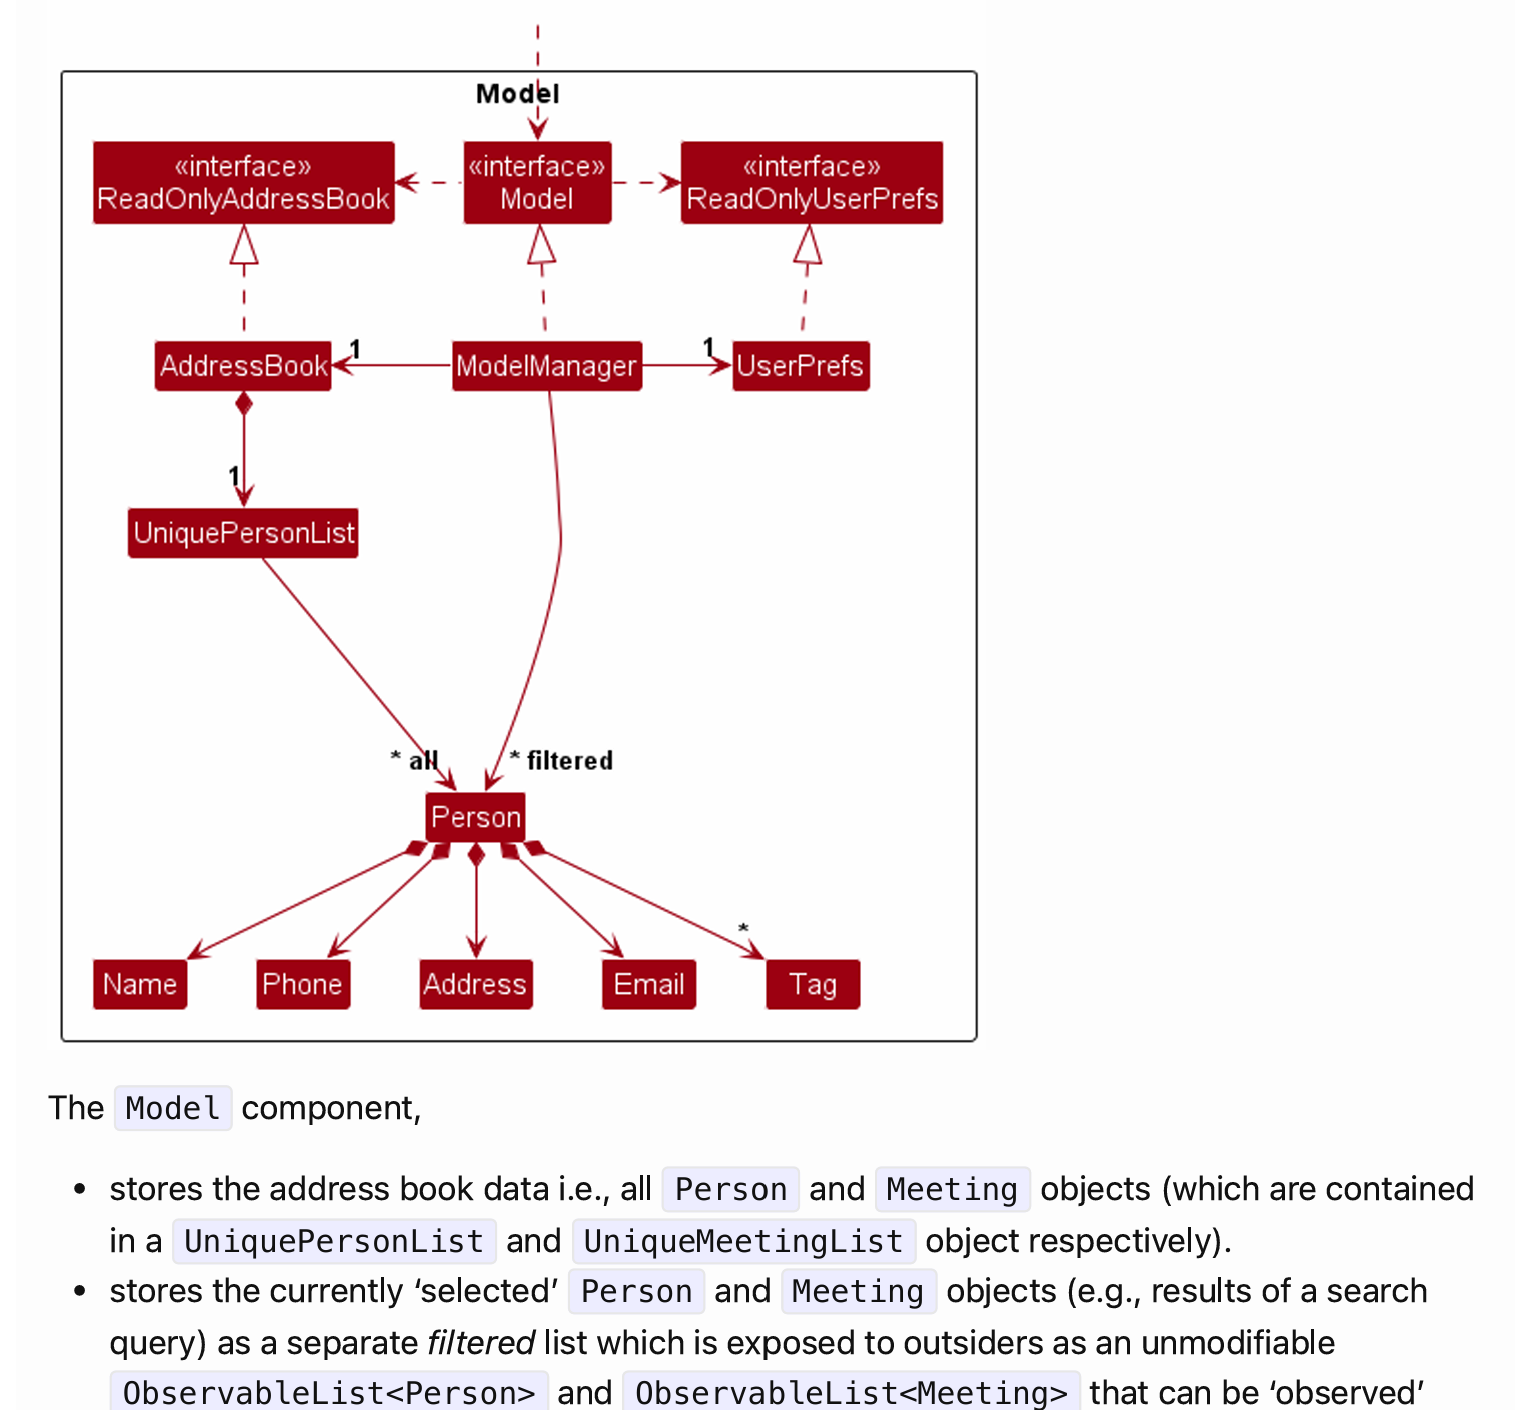 Model
«interface»
ReadOnlyAddressBook
«interface»
Model
«interface»
ReadOnlyUserPrefs
AddressBook
1
ModelManager
1
UserPrefs
1
UniquePersonList
* all
* filtered
Person
*
Name
Phone
Address
Email
Tag
The Model component,
• stores the address book data i.e., all Person and Meeting objects (which are contained
in a UniquePersonList and UniqueMeetingList object respectively).
• stores the currently ‘selected’ Person and Meeting objects (e.g., results of a search
query) as a separate filtered list which is exposed to outsiders as an unmodifiable
ObservableList<Person> and ObservableList<Meeting> that can be ‘observed’